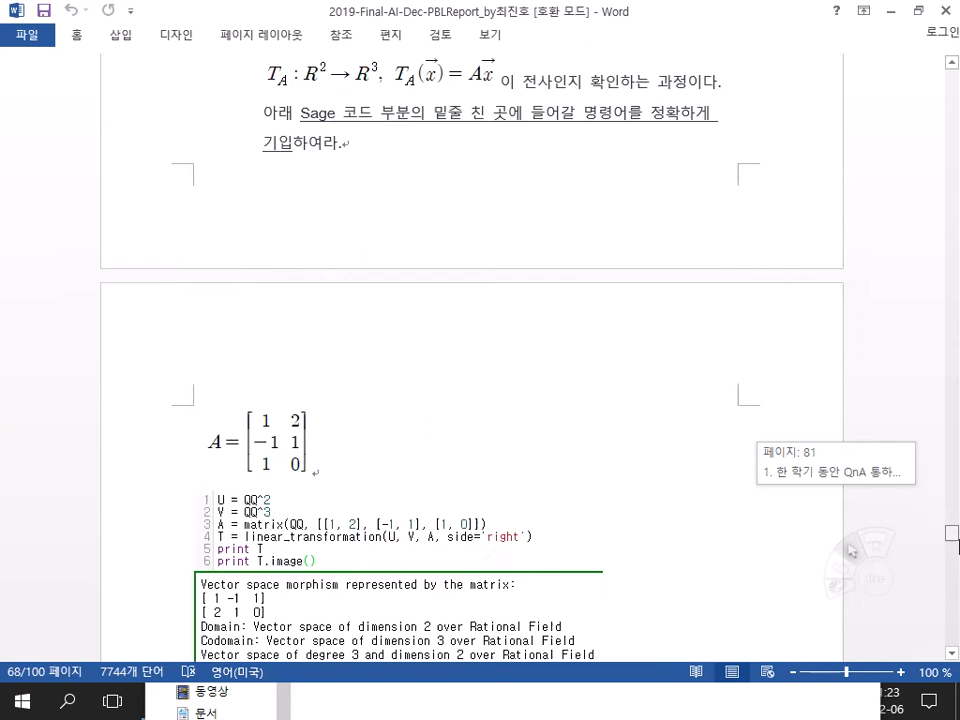 2019-Final-AI-Dec-PBLReport_by최진호 [호환 모드] - Word
파일 홈 삽입 디자인 페이지 레이아웃 참조 편지 검토 보기
로그인
T_A : R² → R³, T_A(x⃗) = Ax⃗ 이 전사인지 확인하는 과정이다.
아래 Sage 코드 부분의 밑줄 친 곳에 들어갈 명령어를 정확하게
기입하여라.
A = [1 2
-1 1
1 0]
페이지: 81
1. 한 학기 동안 QnA 통하...
1 U = QQ^2
2 V = QQ^3
3 A = matrix(QQ, [[1, 2], [-1, 1], [1, 0]])
4 T = linear_transformation(U, V, A, side='right')
5 print T
6 print T.image()
Vector space morphism represented by the matrix:
[ 1 -1 1]
[ 2 1 0]
Domain: Vector space of dimension 2 over Rational Field
Codomain: Vector space of dimension 3 over Rational Field
Vector space of degree 3 and dimension 2 over Rational Field
68/100 페이지 7744개 단어 영어(미국) 100 %
동영상
문서
1:23
2-06